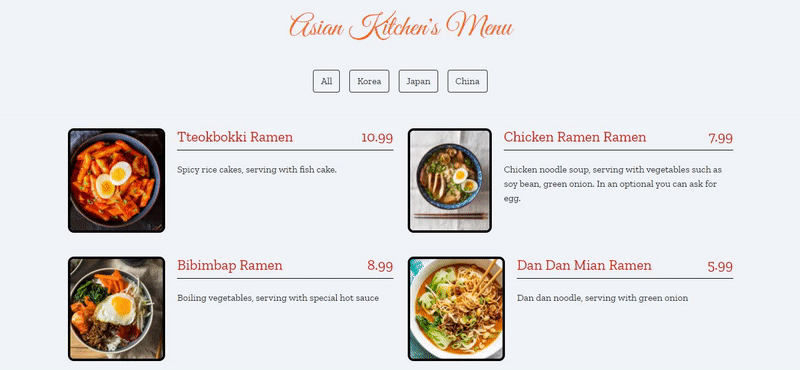 Asian Kitchen's Menu
All Korea Japan China
Tteokbokki Ramen 10.99
Spicy rice cakes, serving with fish cake.
Chicken Ramen Ramen 7.99
Chicken noodle soup, serving with vegetables such as
soy bean, green onion. In an optional you can ask for
egg.
Bibimbap Ramen 8.99
Boiling vegetables, serving with special hot sauce
Dan Dan Mian Ramen 5.99
Dan dan noodle, serving with green onion